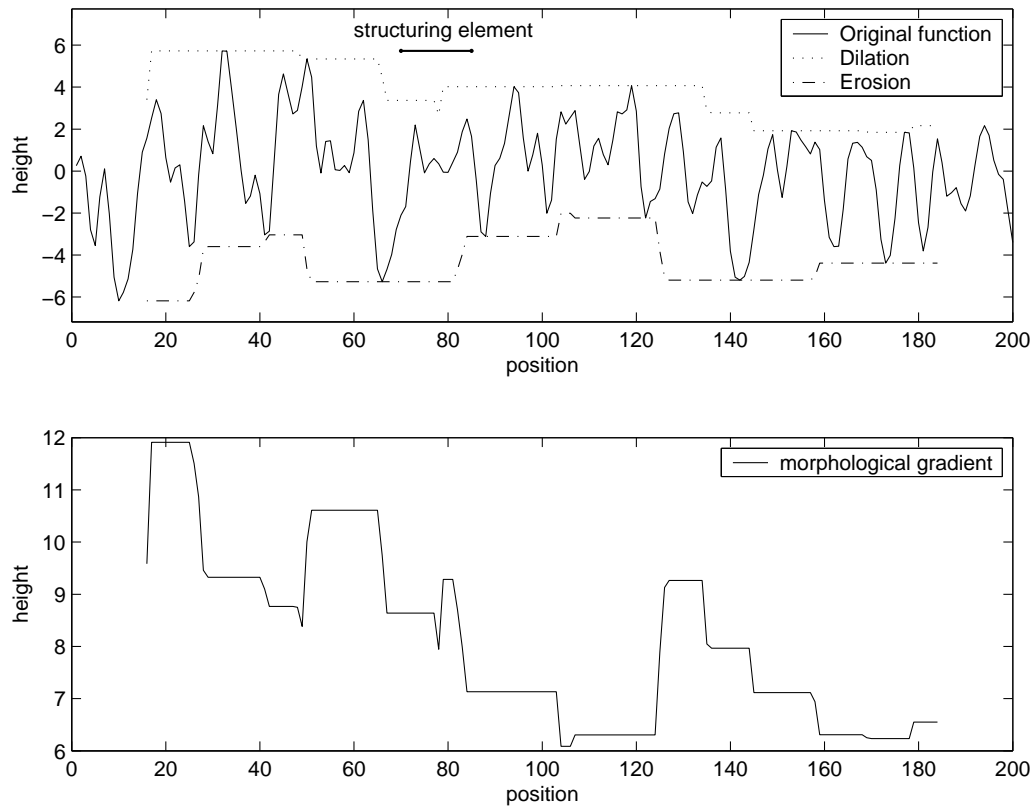 structuring element
Original function
Dilation
Erosion
6
4
2
0
−2
−4
−6
height
0 20 40 60 80 100 120 140 160 180 200
position
morphological gradient
12
11
10
9
8
7
6
height
0 20 40 60 80 100 120 140 160 180 200
position